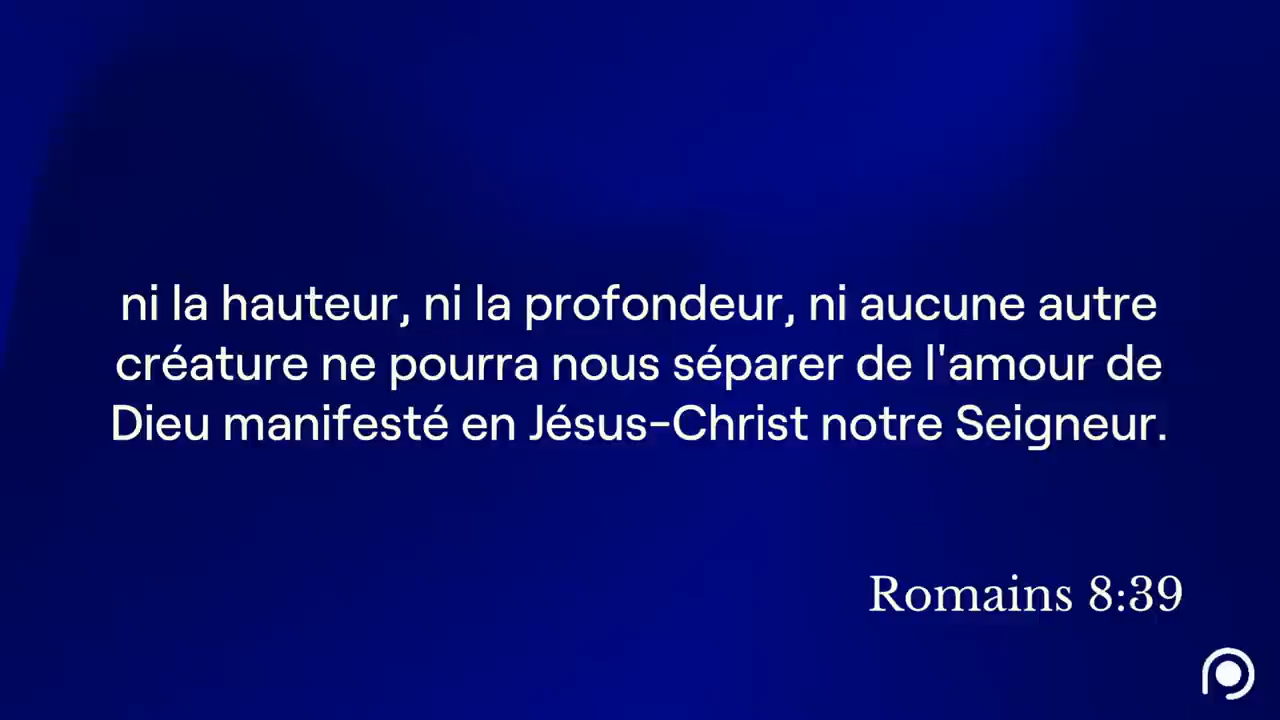 ni la hauteur, ni la profondeur, ni aucune autre
créature ne pourra nous séparer de l'amour de
Dieu manifesté en Jésus-Christ notre Seigneur.
Romains 8:39